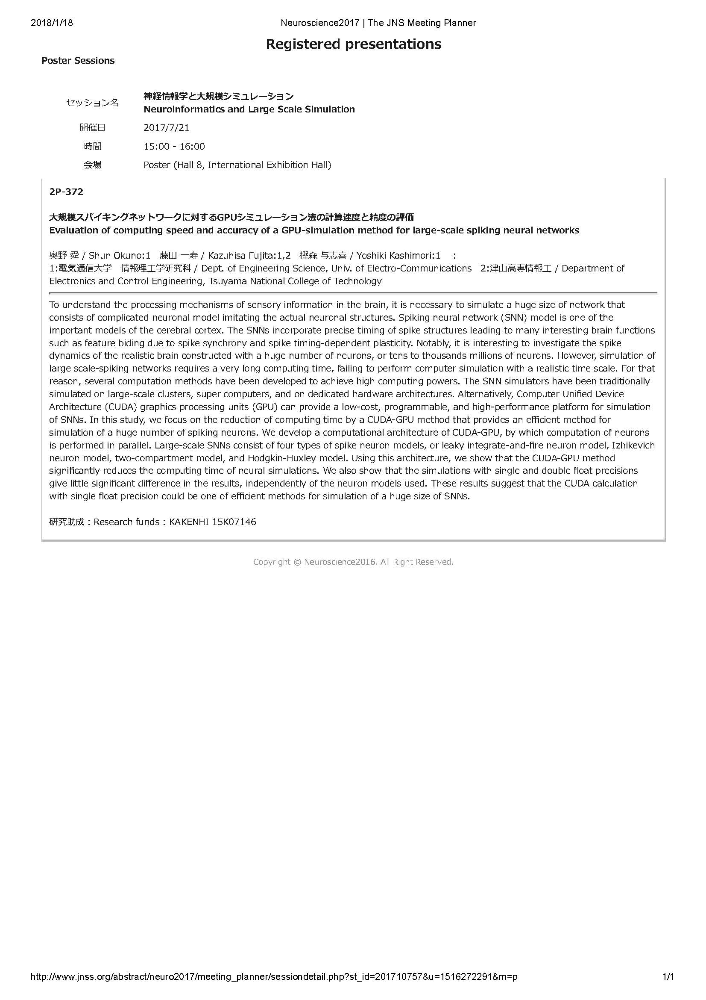 2018/1/18
Neuroscience2017 | The JNS Meeting Planner
Registered presentations
Poster Sessions
セッション名
神経情報学と大規模シミュレーション
Neuroinformatics and Large Scale Simulation
開催日
2017/7/21
時間
15:00 - 16:00
会場
Poster (Hall 8, International Exhibition Hall)
2P-372
大規模スパイキングネットワークに対するGPUシミュレーション法の計算速度と精度の評価
Evaluation of computing speed and accuracy of a GPU-simulation method for large-scale spiking neural networks
奥野 舜 / Shun Okuno:1　藤田 一寿 / Kazuhisa Fujita:1,2　樫森 与志喜 / Yoshiki Kashimori:1　:
1:電気通信大学　情報理工学研究科 / Dept. of Engineering Science, Univ. of Electro-Communications　2:津山高専情報工 / Department of
Electronics and Control Engineering, Tsuyama National College of Technology
To understand the processing mechanisms of sensory information in the brain, it is necessary to simulate a huge size of network that
consists of complicated neuronal model imitating the actual neuronal structures. Spiking neural network (SNN) model is one of the
important models of the cerebral cortex. The SNNs incorporate precise timing of spike structures leading to many interesting brain functions
such as feature biding due to spike synchrony and spike timing-dependent plasticity. Notably, it is interesting to investigate the spike
dynamics of the realistic brain constructed with a huge number of neurons, or tens to thousands millions of neurons. However, simulation of
large scale-spiking networks requires a very long computing time, failing to perform computer simulation with a realistic time scale. For that
reason, several computation methods have been developed to achieve high computing powers. The SNN simulators have been traditionally
simulated on large-scale clusters, super computers, and on dedicated hardware architectures. Alternatively, Computer Unified Device
Architecture (CUDA) graphics processing units (GPU) can provide a low-cost, programmable, and high-performance platform for simulation
of SNNs. In this study, we focus on the reduction of computing time by a CUDA-GPU method that provides an efficient method for
simulation of a huge number of spiking neurons. We develop a computational architecture of CUDA-GPU, by which computation of neurons
is performed in parallel. Large-scale SNNs consist of four types of spike neuron models, or leaky integrate-and-fire neuron model, Izhikevich
neuron model, two-compartment model, and Hodgkin-Huxley model. Using this architecture, we show that the CUDA-GPU method
significantly reduces the computing time of neural simulations. We also show that the simulations with single and double float precisions
give little significant difference in the results, independently of the neuron models used. These results suggest that the CUDA calculation
with single float precision could be one of efficient methods for simulation of a huge size of SNNs.
研究助成 : Research funds : KAKENHI 15K07146
Copyright © Neuroscience2016. All Right Reserved.
http://www.jnss.org/abstract/neuro2017/meeting_planner/sessiondetail.php?st_id=201710757&u=1516272291&m=p
1/1